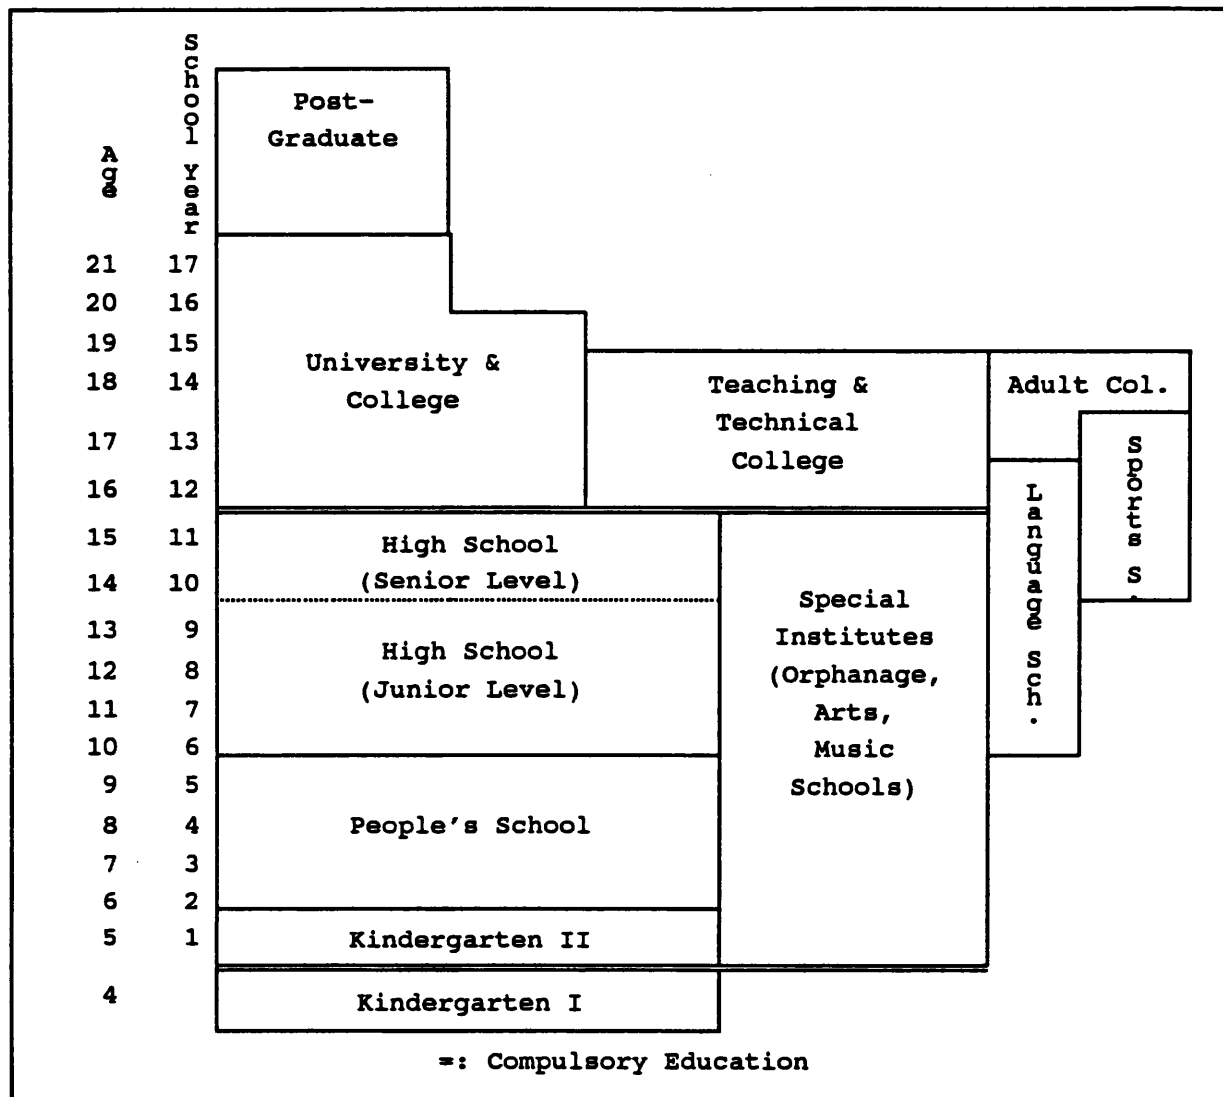 School Year
Age
Post-
Graduate
21 17
20 16
19 15
18 14
17 13
16 12
15 11
14 10
13 9
12 8
11 7
10 6
9 5
8 4
7 3
6 2
5 1
4
University &
College
Teaching &
Technical
College
Adult Col.
Sports S.
Language Sch.
High School
(Senior Level)
High School
(Junior Level)
Special
Institutes
(Orphanage,
Arts,
Music
Schools)
People's School
Kindergarten II
Kindergarten I
=: Compulsory Education